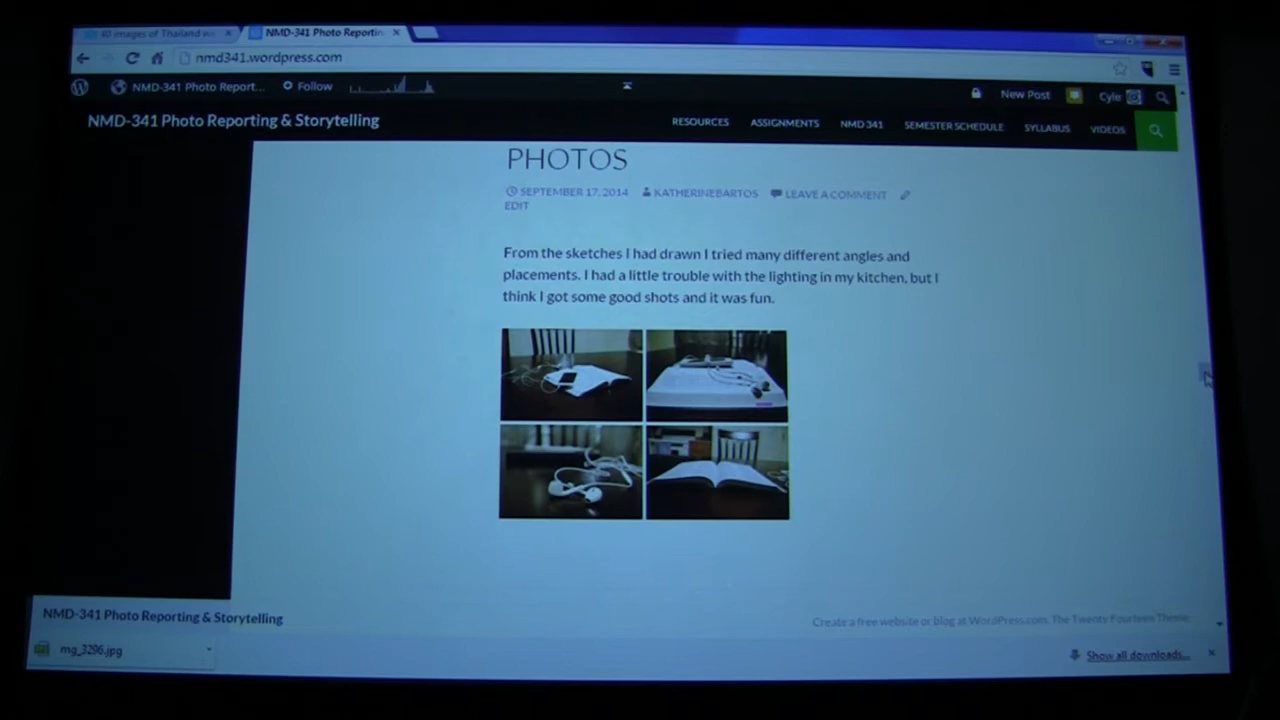 40 images of Thailand
NMD-341 Photo Reportin
nmd341.wordpress.com
NMD-341 Photo Report...
Follow
New Post
Cyle
NMD-341 Photo Reporting & Storytelling
RESOURCES
ASSIGNMENTS
NMD 341
SEMESTER SCHEDULE
SYLLABUS
VIDEOS
PHOTOS
SEPTEMBER 17, 2014 KATHERINEBARTOS LEAVE A COMMENT
EDIT
From the sketches I had drawn I tried many different angles and
placements. I had a little trouble with the lighting in my kitchen, but I
think I got some good shots and it was fun.
NMD-341 Photo Reporting & Storytelling
Create a free website or blog at WordPress.com. The Twenty Fourteen Theme.
mg_3296.jpg
Show all downloads...